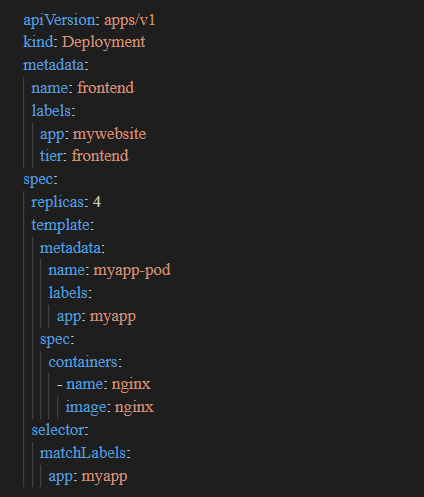 apiVersion: apps/v1
kind: Deployment
metadata:
  name: frontend
  labels:
    app: mywebsite
    tier: frontend
spec:
  replicas: 4
  template:
    metadata:
      name: myapp-pod
      labels:
        app: myapp
    spec:
      containers:
        - name: nginx
          image: nginx
  selector:
    matchLabels:
      app: myapp